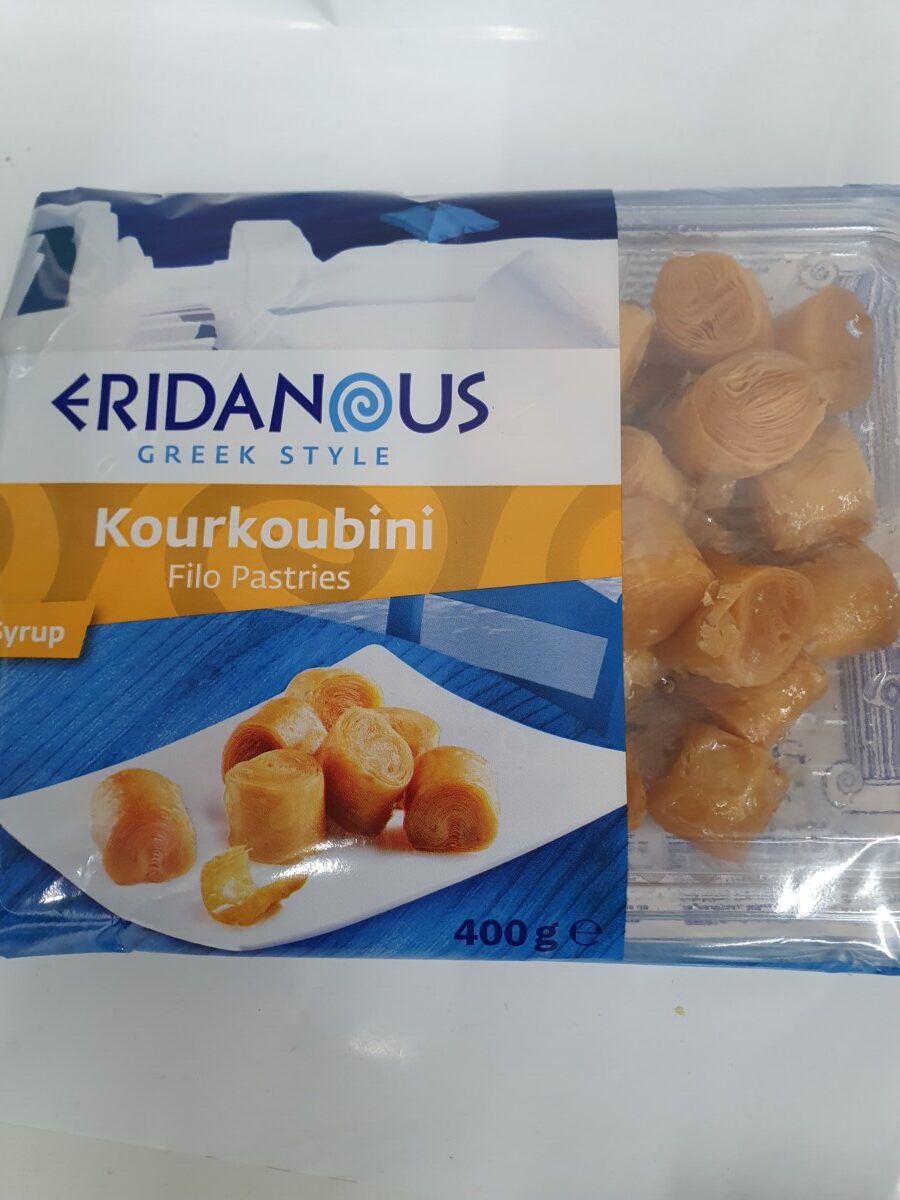 ERIDANOUS
GREEK STYLE
Kourkoubini
Filo Pastries
Syrup
400 g ℮